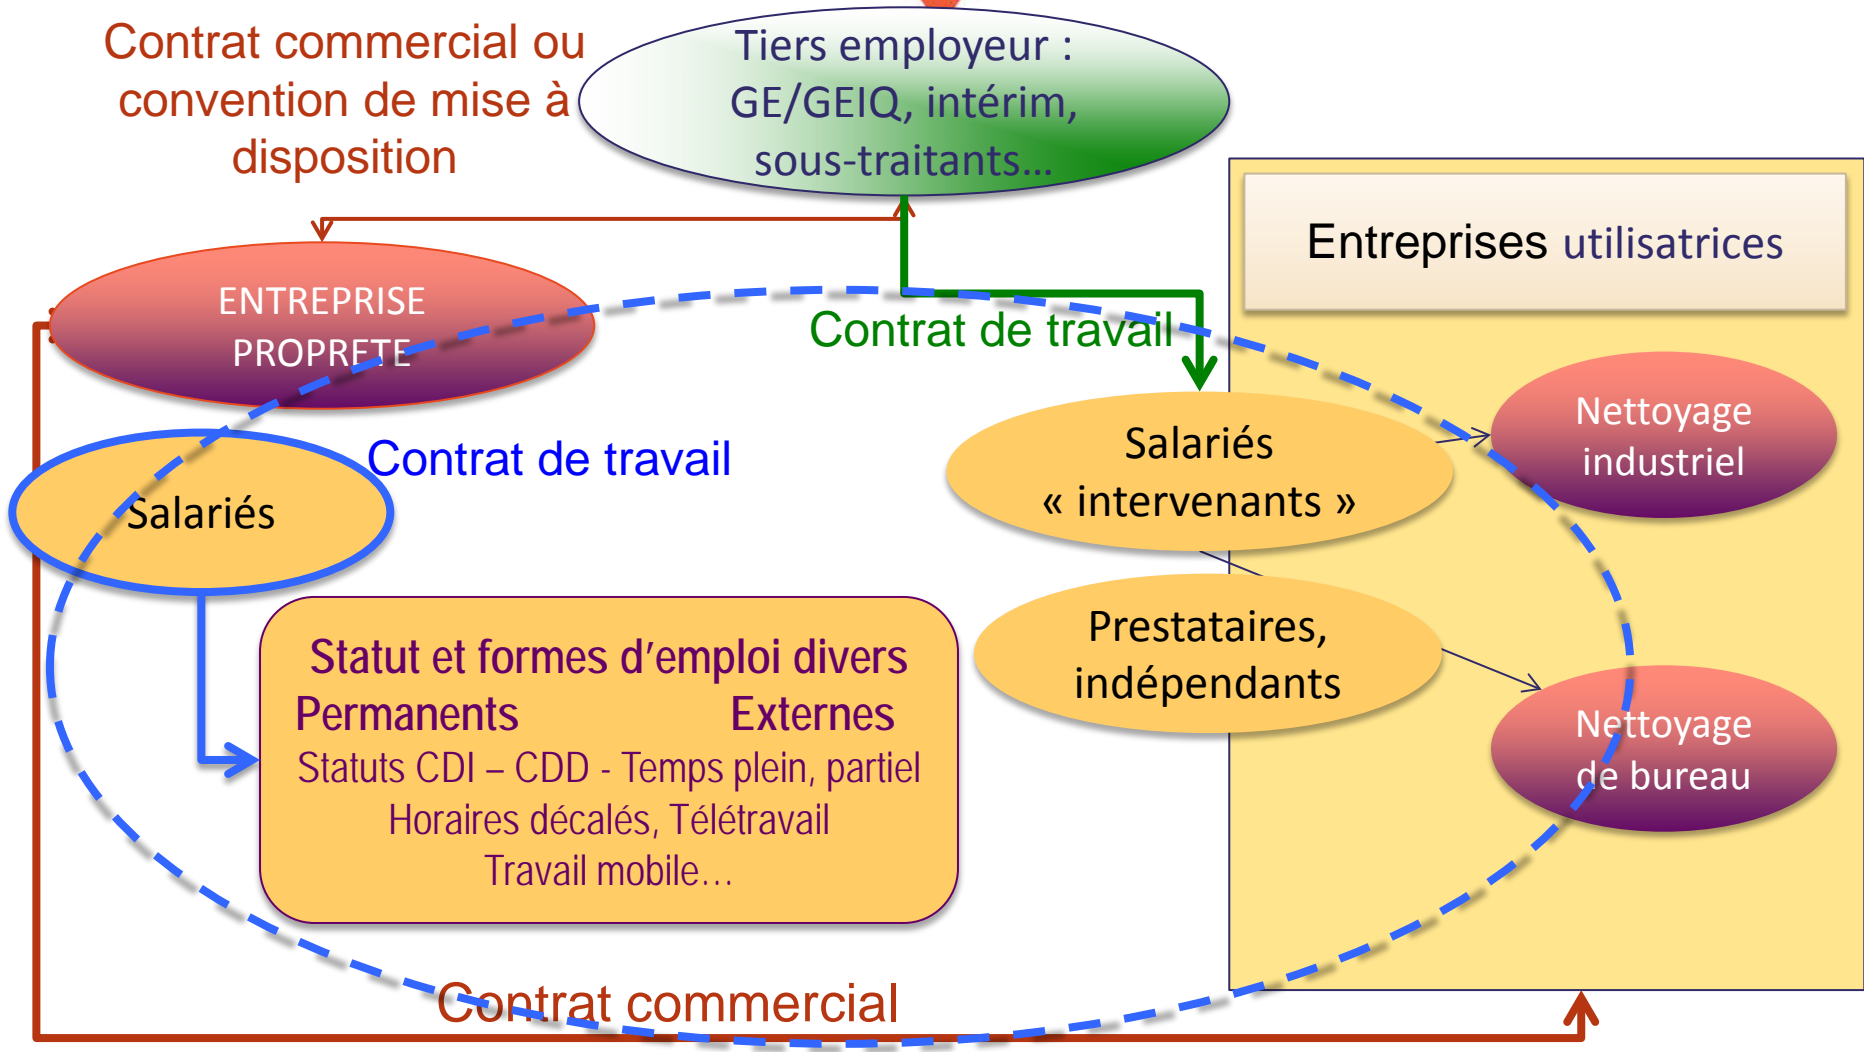 Contrat commercial ou
convention de mise à
disposition
Tiers employeur :
GE/GEIQ, intérim,
sous-traitants...
Entreprises utilisatrices
ENTREPRISE
PROPRETE
Contrat de travail
Nettoyage
industriel
Contrat de travail
Salariés
« intervenants »
Salariés
Prestataires,
indépendants
Statut et formes d’emploi divers
Permanents Externes
Statuts CDI – CDD - Temps plein, partiel
Horaires décalés, Télétravail
Travail mobile…
Nettoyage
de bureau
Contrat commercial